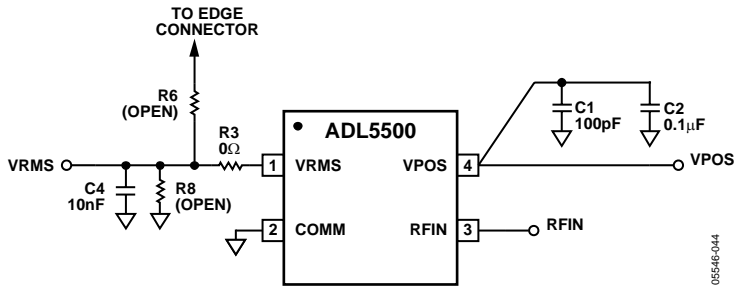 TO EDGE
CONNECTOR
R6
(OPEN)
R3
0Ω
VRMS
C4
10nF
R8
(OPEN)
ADL5500
1
VRMS
VPOS
4
2
COMM
RFIN
3
C1
100pF
C2
0.1µF
VPOS
RFIN
05546-044